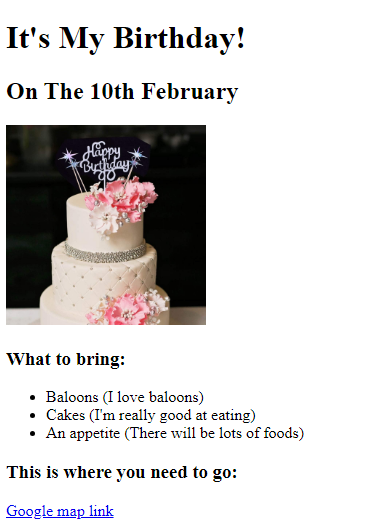 It's My Birthday!
On The 10th February
Happy
Birthday
What to bring:
Baloons (I love baloons)
Cakes (I'm really good at eating)
An appetite (There will be lots of foods)
This is where you need to go:
Google map link